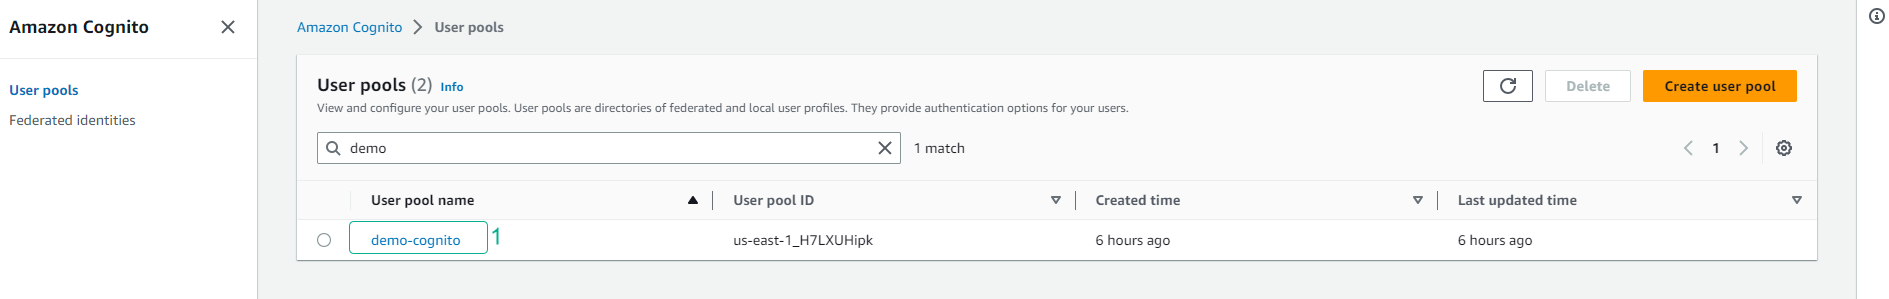 Amazon Cognito
User pools
Federated identities
Amazon Cognito > User pools
User pools (2) Info
View and configure your user pools. User pools are directories of federated and local user profiles. They provide authentication options for your users.
Delete
Create user pool
demo
1 match
1
User pool name
User pool ID
Created time
Last updated time
demo-cognito
1
us-east-1_H7LXUHipk
6 hours ago
6 hours ago